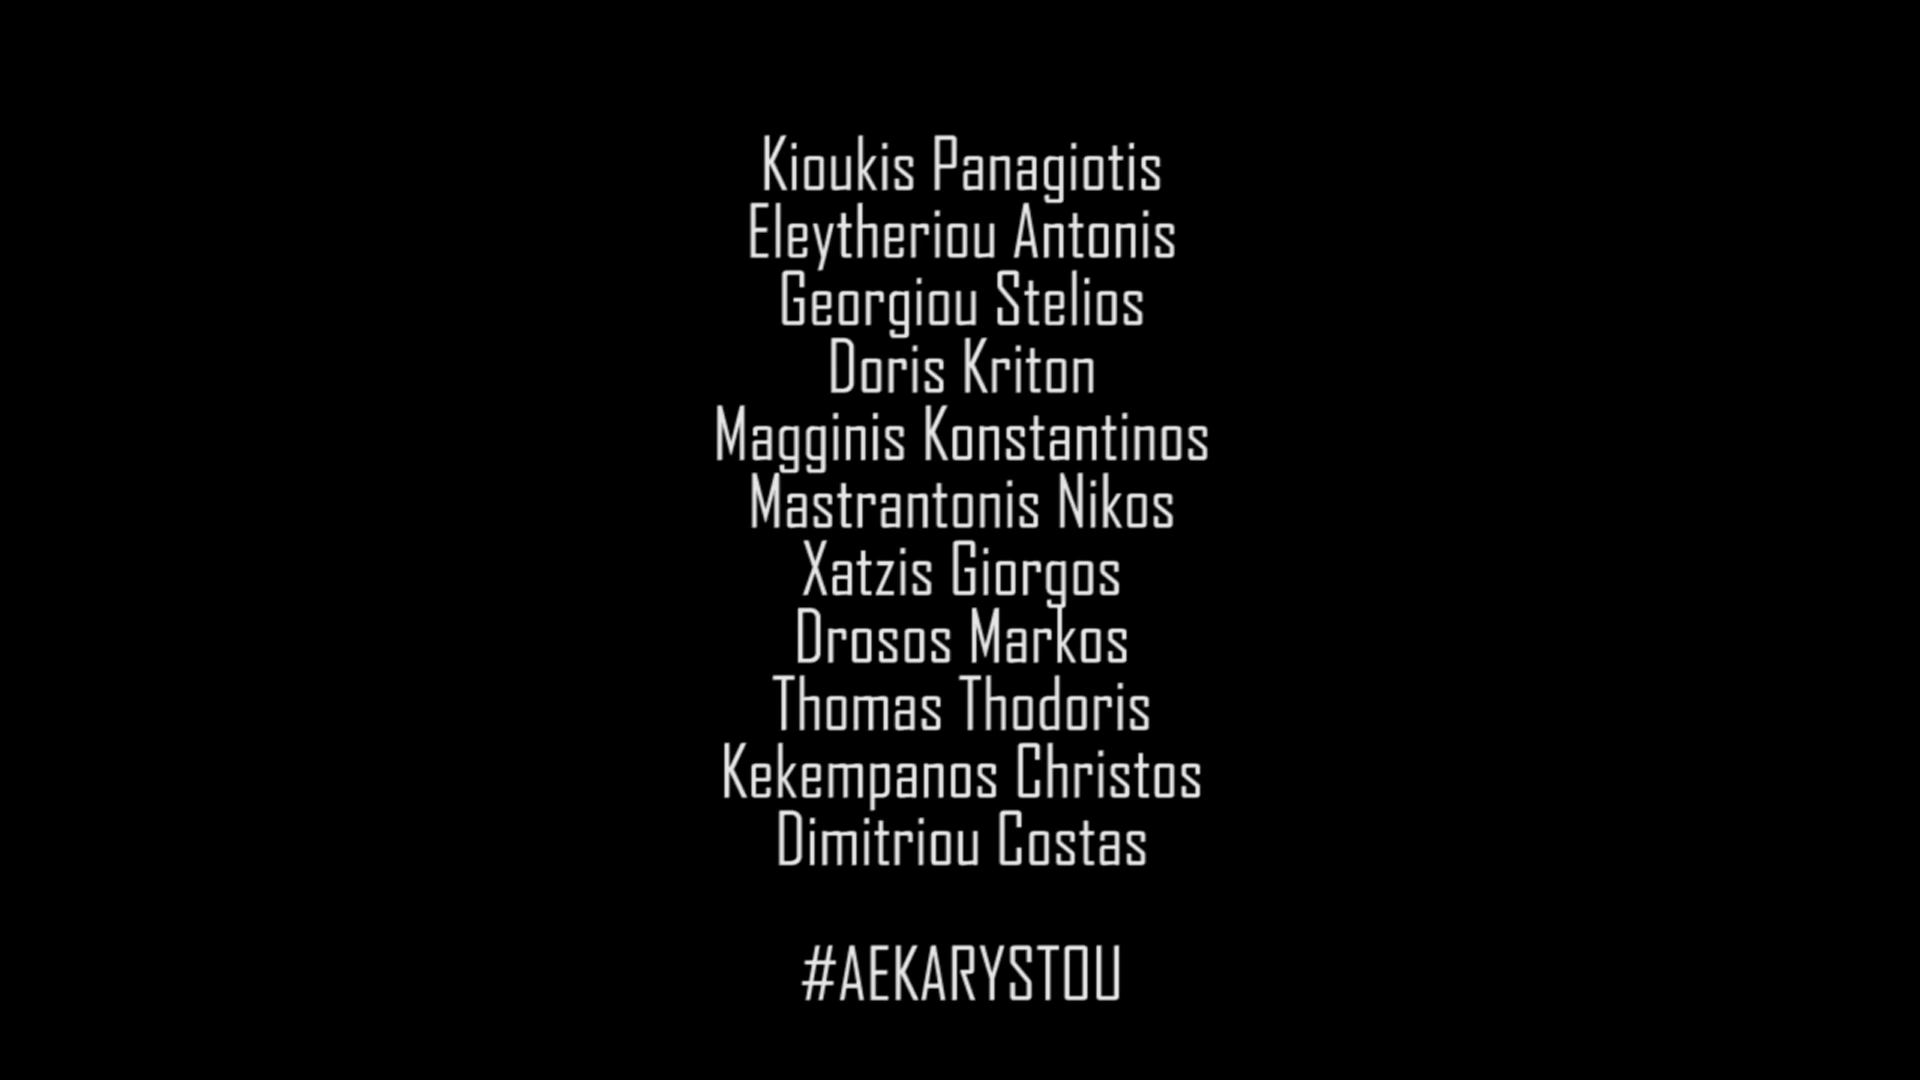 Kioukis Panagiotis
Eleytheriou Antonis
Georgiou Stelios
Doris Kriton
Magginis Konstantinos
Mastrantonis Nikos
Xatzis Giorgos
Drosos Markos
Thomas Thodoris
Kekempanos Christos
Dimitriou Costas
#AEKARYSTOU